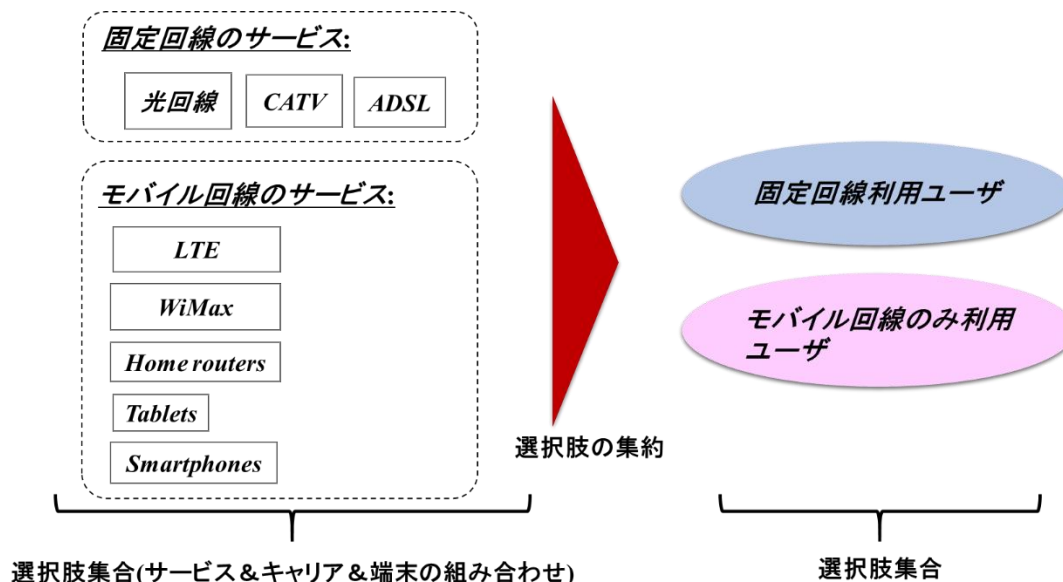 固定回線のサービス:
光回線
CATV
ADSL
モバイル回線のサービス:
LTE
WiMax
Home routers
Tablets
Smartphones
選択肢集合(サービス&キャリア&端末の組み合わせ)
選択肢の集約
固定回線利用ユーザ
モバイル回線のみ利用
ユーザ
選択肢集合